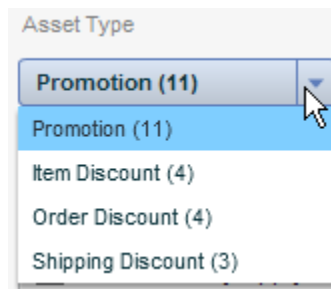 Asset Type
Promotion (11)
Promotion (11)
Item Discount (4)
Order Discount (4)
Shipping Discount (3)